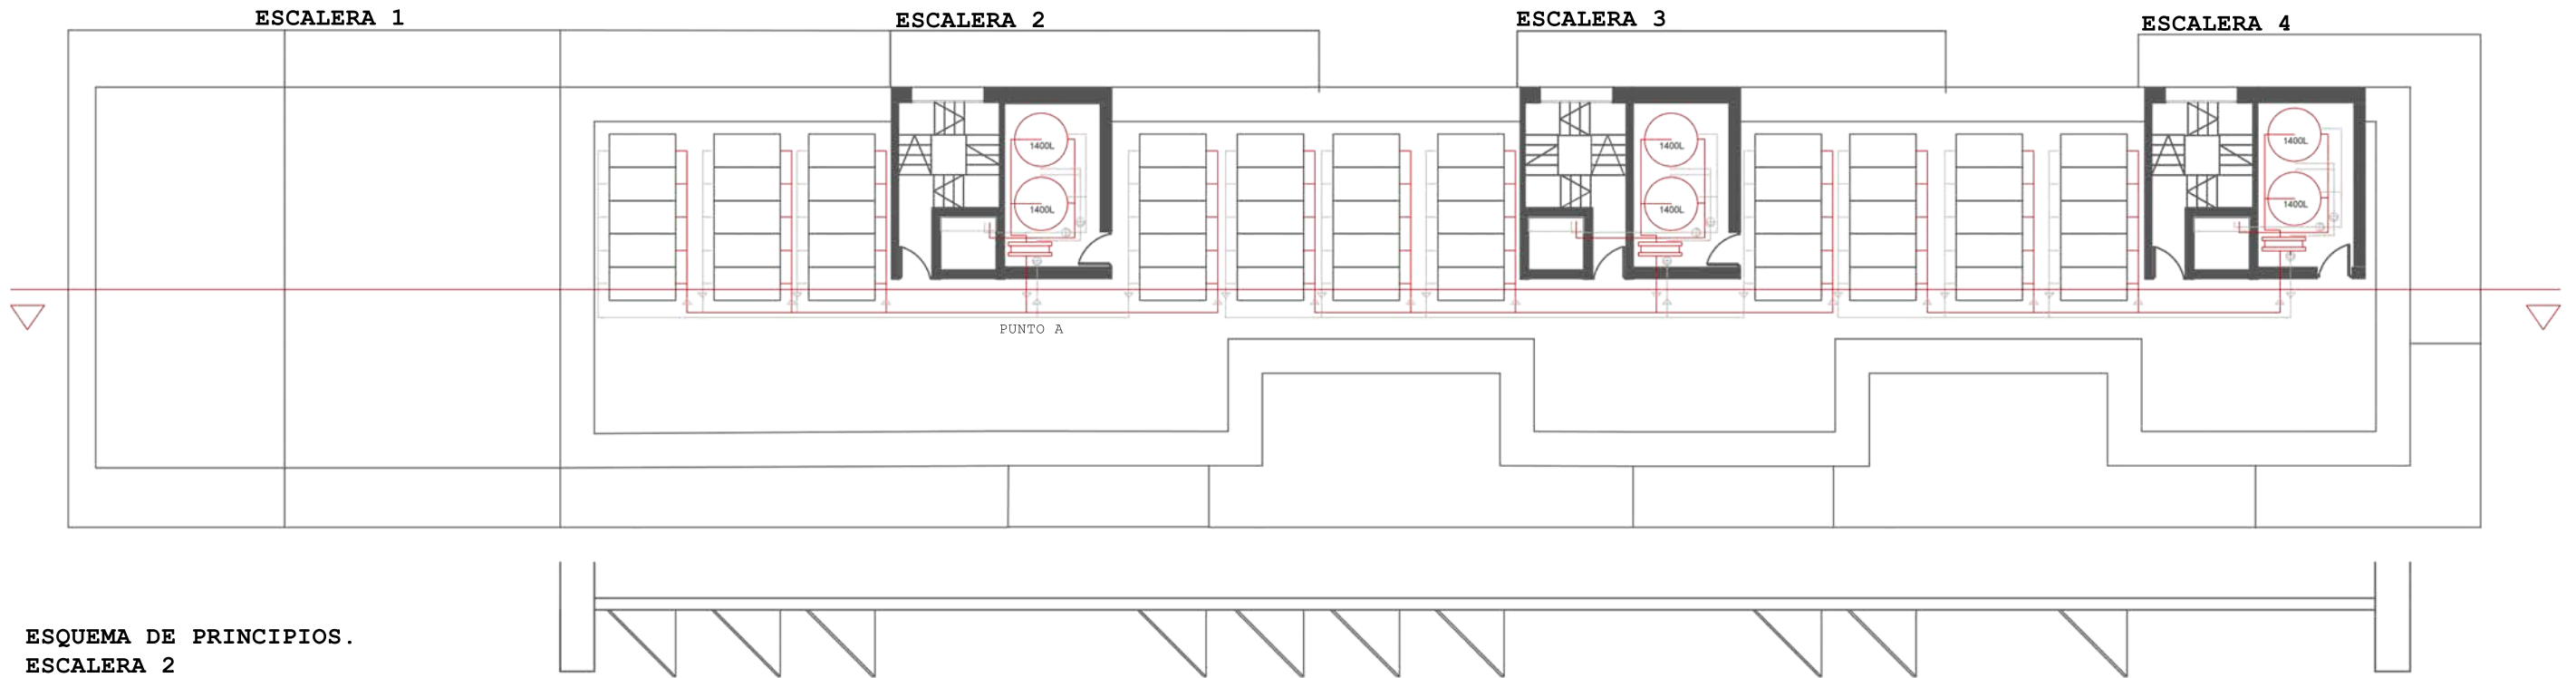 ESCALERA 1
ESCALERA 2
ESCALERA 3
ESCALERA 4
1400L
1400L
1400L
1400L
1400L
1400L
PUNTO A
ESQUEMA DE PRINCIPIOS.
ESCALERA 2